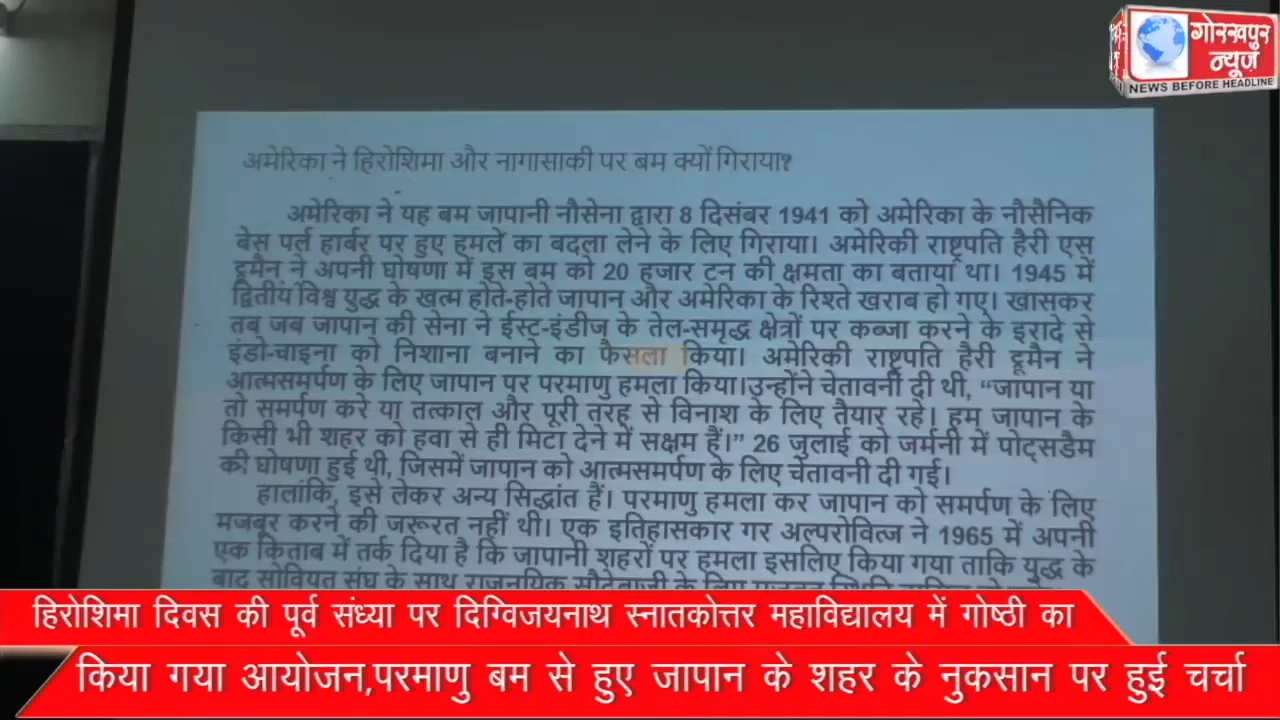 गोरखपुर
न्यूज़
NEWS BEFORE HEADLINE
अमेरिका ने हिरोशिमा और नागासाकी पर बम क्यों गिराया?
अमेरिका ने यह बम जापानी नौसेना द्वारा 8 दिसंबर 1941 को अमेरिका के नौसैनिक
बेस पर्ल हार्बर पर हुए हमले का बदला लेने के लिए गिराया। अमेरिकी राष्ट्रपति हैरी एस
ट्रूमैन ने अपनी घोषणा में इस बम को 20 हजार टन की क्षमता का बताया था। 1945 में
द्वितीय विश्व युद्ध के खत्म होते-होते जापान और अमेरिका के रिश्ते खराब हो गए। खासकर
तब जब जापान की सेना ने ईस्ट-इंडीज के तेल-समृद्ध क्षेत्रों पर कब्जा करने के इरादे से
इंडो-चाइना को निशाना बनाने का फैसला किया। अमेरिकी राष्ट्रपति हैरी ट्रूमैन ने
आत्मसमर्पण के लिए जापान पर परमाणु हमला किया।उन्होंने चेतावनी दी थी, “जापान या
तो समर्पण करे या तत्काल और पूरी तरह से विनाश के लिए तैयार रहे। हम जापान के
किसी भी शहर को हवा से ही मिटा देने में सक्षम हैं।” 26 जुलाई को जर्मनी में पोट्सडैम
की घोषणा हुई थी, जिसमें जापान को आत्मसमर्पण के लिए चेतावनी दी गई।
हालांकि, इसे लेकर अन्य सिद्धांत हैं। परमाणु हमला कर जापान को समर्पण के लिए
मजबूर करने की जरूरत नहीं थी। एक इतिहासकार गर अल्परोवित्ज ने 1965 में अपनी
एक किताब में तर्क दिया है कि जापानी शहरों पर हमला इसलिए किया गया ताकि युद्ध के
बाद सोवियत संघ के साथ राजनयिक सौदेबाजी के लिए
हिरोशिमा दिवस की पूर्व संध्या पर दिग्विजयनाथ स्नातकोत्तर महाविद्यालय में गोष्ठी का
किया गया आयोजन,परमाणु बम से हुए जापान के शहर के नुकसान पर हुई चर्चा